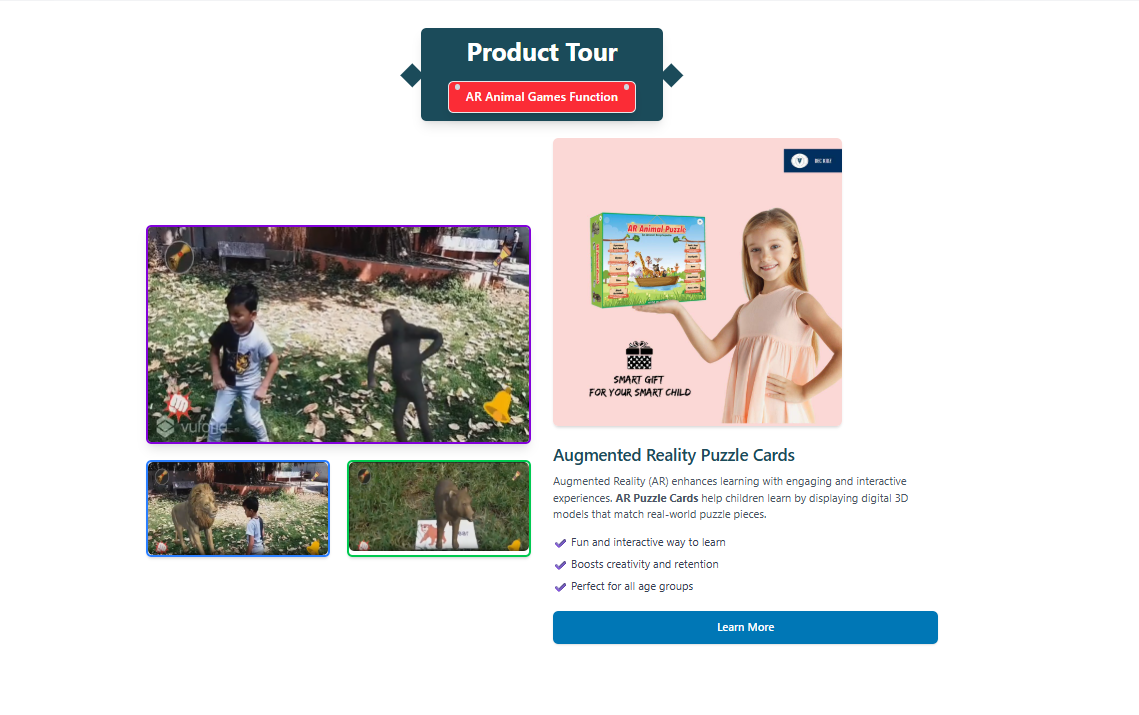 Product Tour
AR Animal Games Function
AR Animal Puzzle
SMART GIFT
FOR YOUR SMART CHILD
vuforia
Augmented Reality Puzzle Cards
Augmented Reality (AR) enhances learning with engaging and interactive
experiences. AR Puzzle Cards help children learn by displaying digital 3D
models that match real-world puzzle pieces.
Fun and interactive way to learn
Boosts creativity and retention
Perfect for all age groups
Learn More